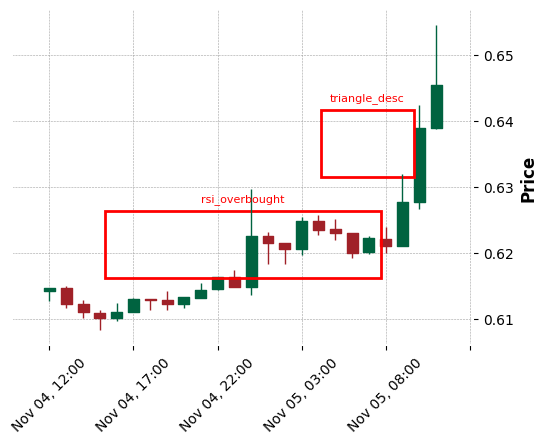 triangle_desc
rsi_overbought
0.65
0.64
0.63
0.62
0.61
Price
Nov 04, 12:00
Nov 04, 17:00
Nov 04, 22:00
Nov 05, 03:00
Nov 05, 08:00